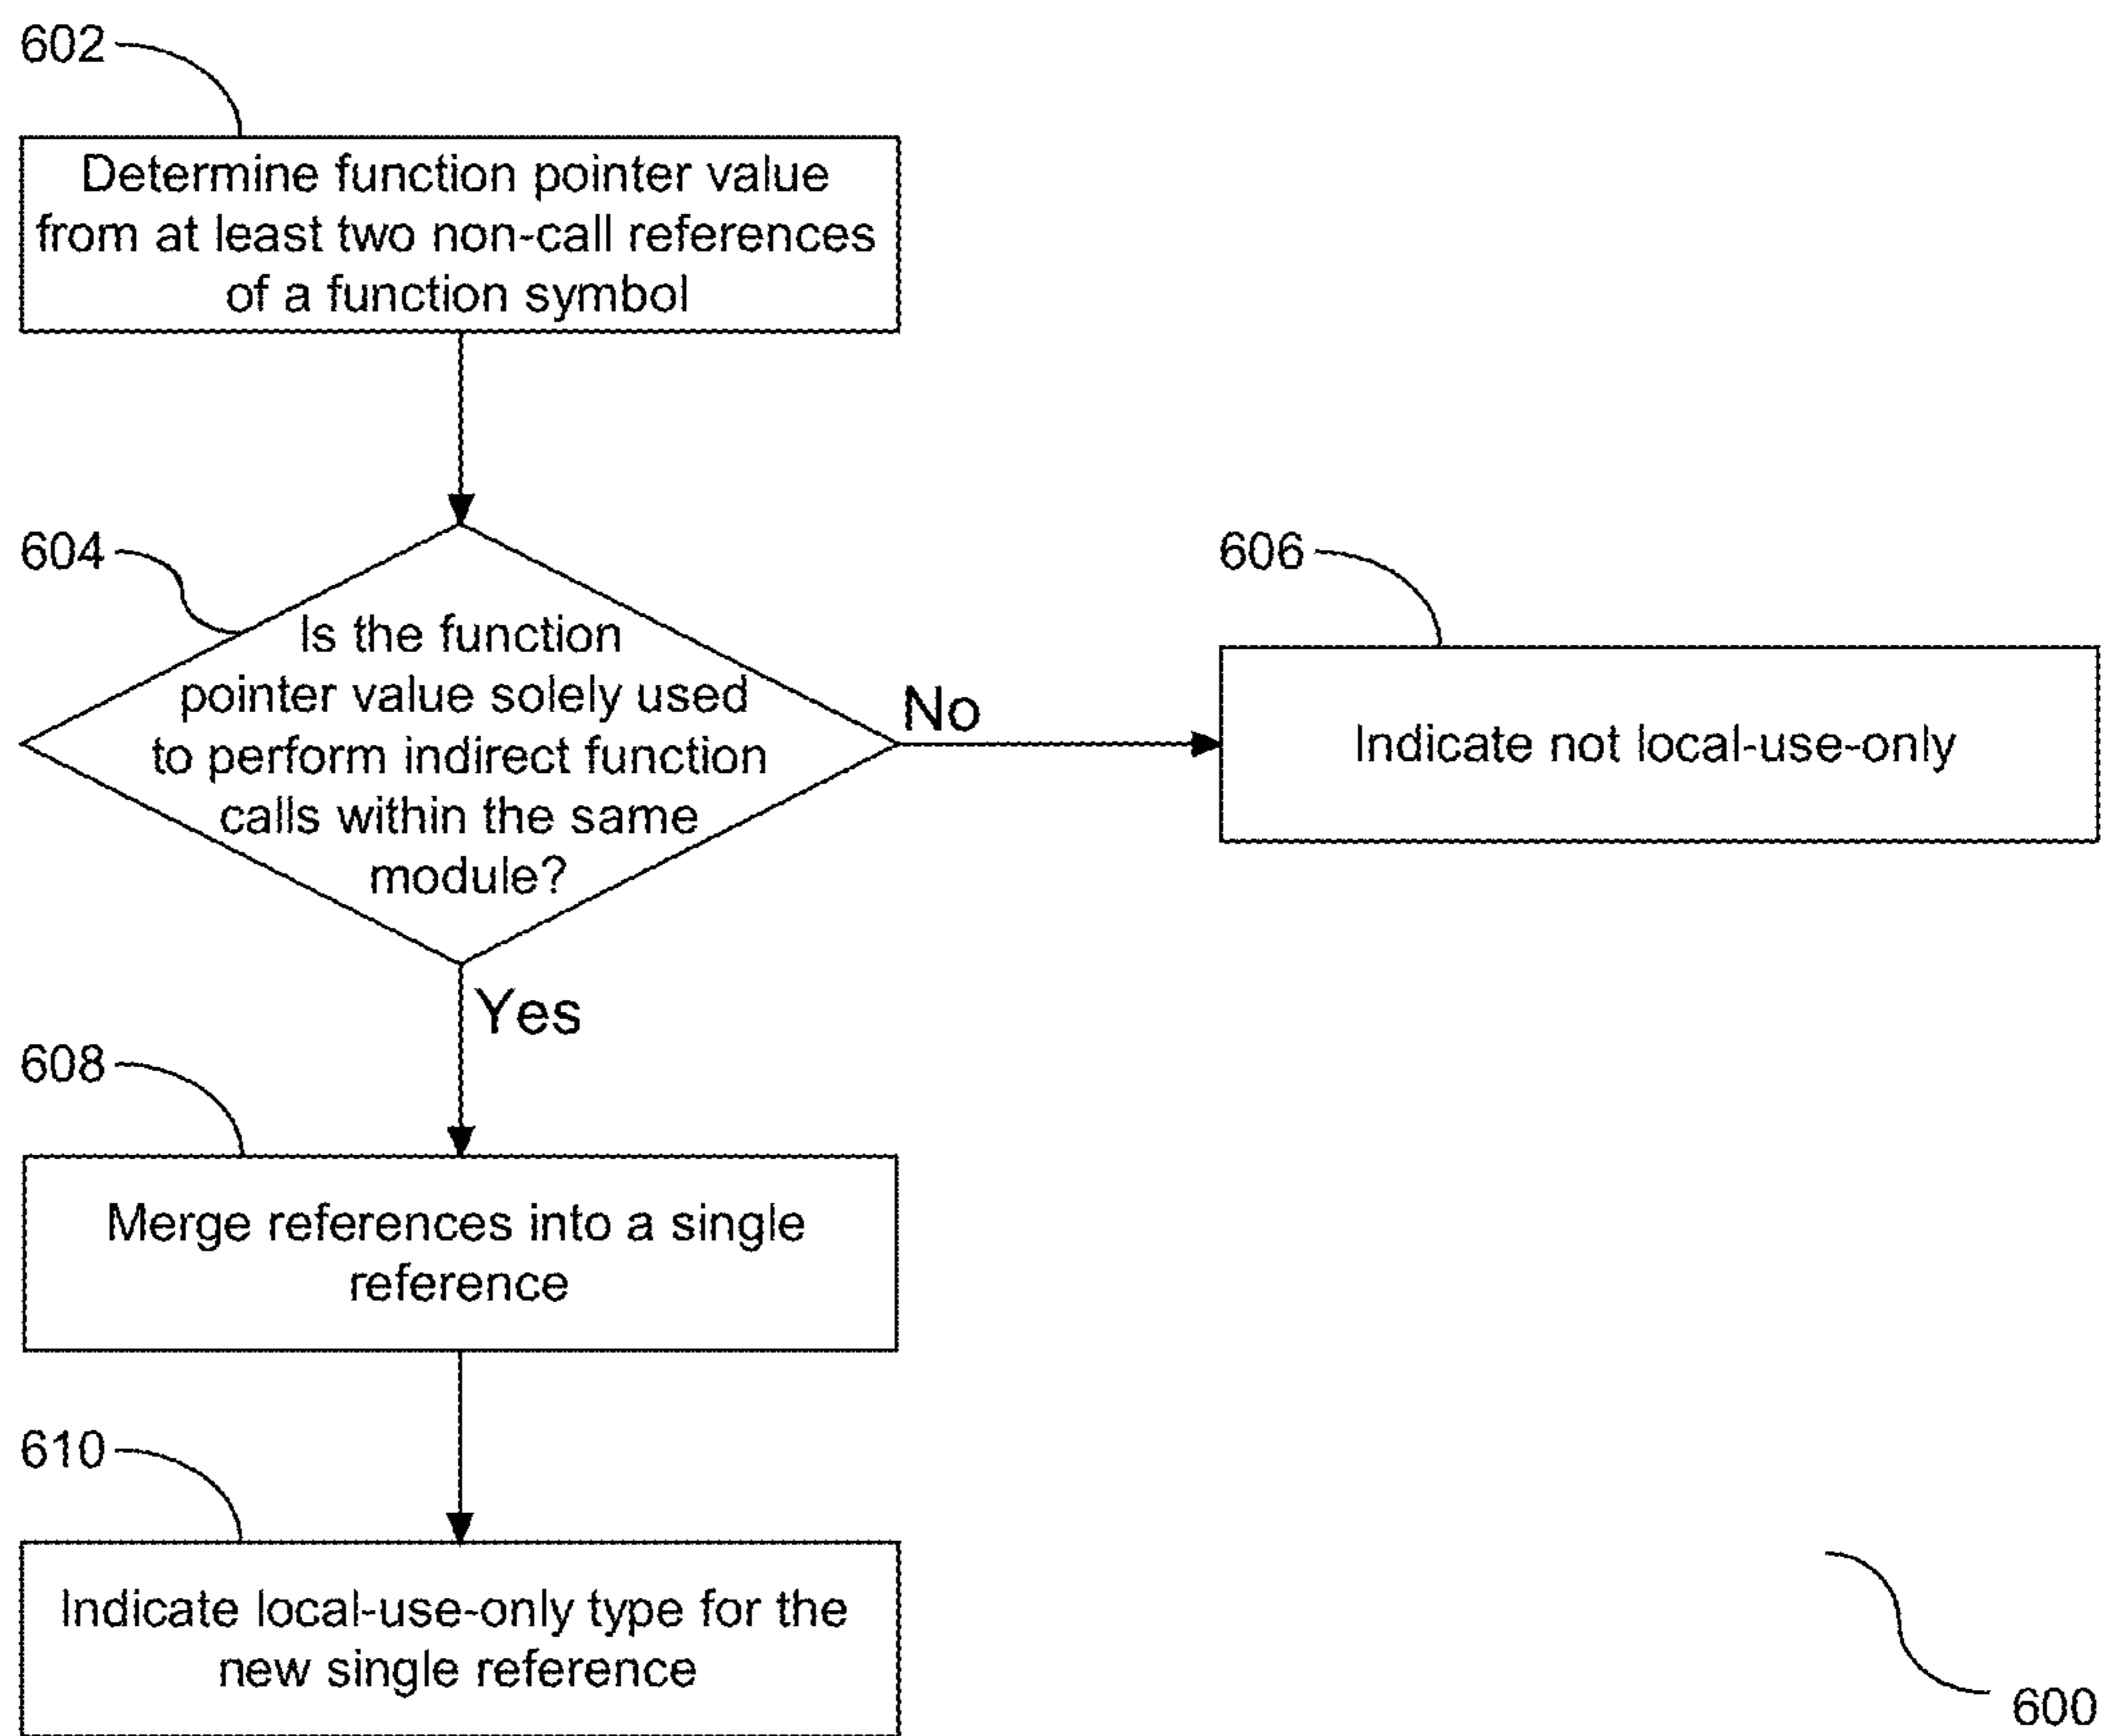 602
Determine function pointer value
from at least two non-call references
of a function symbol
604
Is the function
pointer value solely used
to perform indirect function
calls within the same
module?
No
606
Indicate not local-use-only
Yes
608
Merge references into a single
reference
610
Indicate local-use-only type for the
new single reference
600